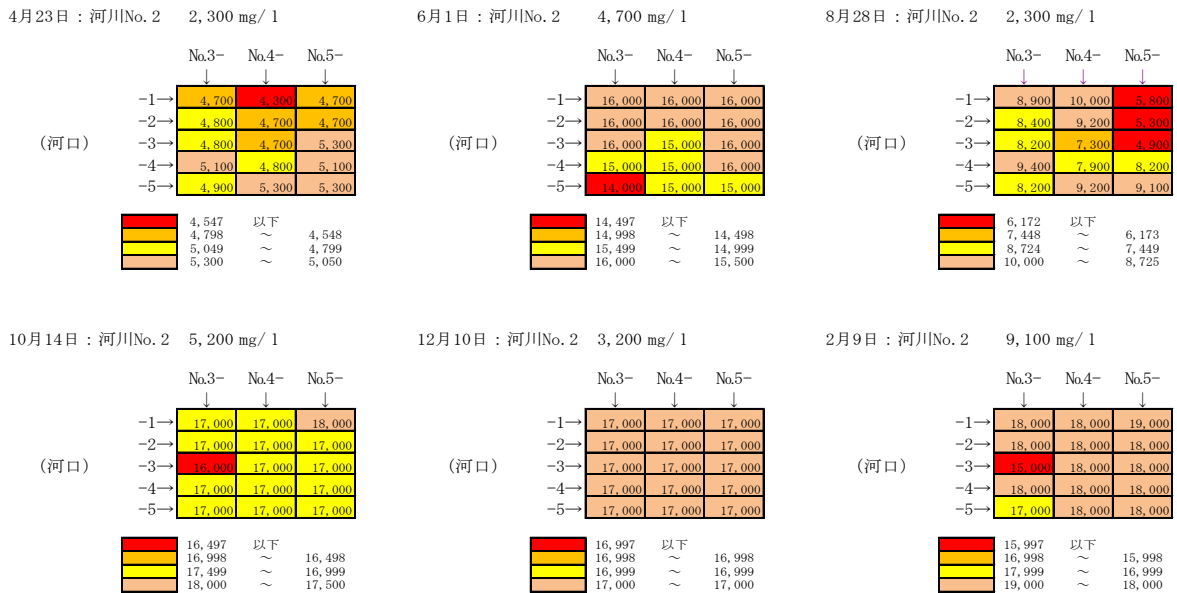 4月23日：河川No.2 2,300 mg/l
No.3- No.4- No.5-
↓ ↓ ↓
-1→ 4,700 4,300 4,700
-2→ 4,800 4,700 4,700
(河口) -3→ 4,800 4,700 5,300
-4→ 5,100 4,800 5,100
-5→ 4,900 5,300 5,300
4,547 以下
4,798 ～ 4,548
5,049 ～ 4,799
5,300 ～ 5,050
6月1日：河川No.2 4,700 mg/l
No.3- No.4- No.5-
↓ ↓ ↓
-1→ 16,000 16,000 16,000
-2→ 16,000 16,000 16,000
(河口) -3→ 16,000 15,000 16,000
-4→ 15,000 15,000 16,000
-5→ 14,000 15,000 15,000
14,497 以下
14,998 ～ 14,498
15,499 ～ 14,999
16,000 ～ 15,500
8月28日：河川No.2 2,300 mg/l
No.3- No.4- No.5-
↓ ↓ ↓
-1→ 8,900 10,000 5,800
-2→ 8,400 9,200 5,300
(河口) -3→ 8,200 7,300 4,900
-4→ 9,400 7,900 8,200
-5→ 8,200 9,200 9,100
6,172 以下
7,448 ～ 6,173
8,724 ～ 7,449
10,000 ～ 8,725
10月14日：河川No.2 5,200 mg/l
No.3- No.4- No.5-
↓ ↓ ↓
-1→ 17,000 17,000 18,000
-2→ 17,000 17,000 17,000
(河口) -3→ 16,000 17,000 17,000
-4→ 17,000 17,000 17,000
-5→ 17,000 17,000 17,000
16,497 以下
16,998 ～ 16,498
17,499 ～ 16,999
18,000 ～ 17,500
12月10日：河川No.2 3,200 mg/l
No.3- No.4- No.5-
↓ ↓ ↓
-1→ 17,000 17,000 17,000
-2→ 17,000 17,000 17,000
(河口) -3→ 17,000 17,000 17,000
-4→ 17,000 17,000 17,000
-5→ 17,000 17,000 17,000
16,997 以下
16,998 ～ 16,998
16,999 ～ 16,999
17,000 ～ 17,000
2月9日：河川No.2 9,100 mg/l
No.3- No.4- No.5-
↓ ↓ ↓
-1→ 18,000 18,000 19,000
-2→ 18,000 18,000 18,000
(河口) -3→ 15,000 18,000 18,000
-4→ 18,000 18,000 18,000
-5→ 17,000 18,000 18,000
15,997 以下
16,998 ～ 15,998
17,999 ～ 16,999
19,000 ～ 18,000